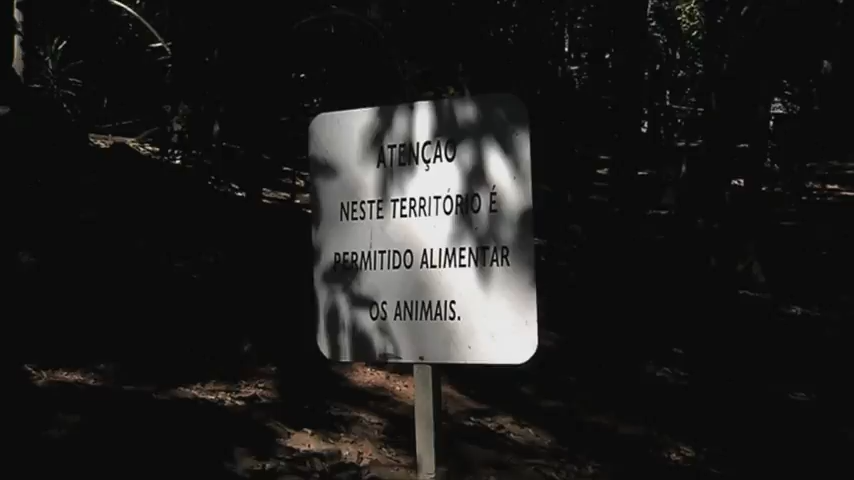 ATENÇÃO
NESTE TERRITÓRIO É
PERMITIDO ALIMENTAR
OS ANIMAIS.